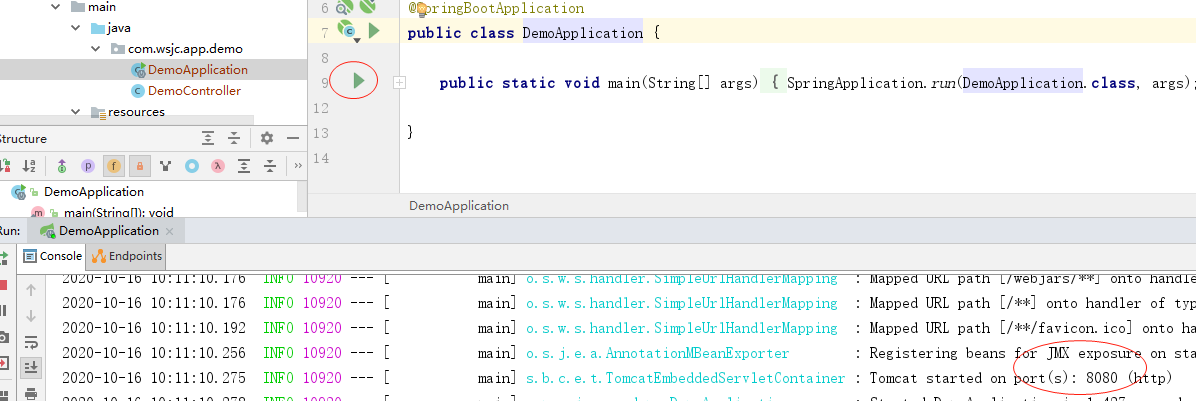 main
java
com.wsjc.app.demo
DemoApplication
DemoController
resources
Structure
DemoApplication
main(String[]): void
6 @SpringBootApplication
7 public class DemoApplication {
8
9 public static void main(String[] args) { SpringApplication.run(DemoApplication.class, args);
12
13 }
14
DemoApplication
Run: DemoApplication
Console Endpoints
2020-10-16 10:11:10.176 INFO 10920 --- [ main] o.s.w.s.handler.SimpleUrlHandlerMapping : Mapped URL path [/webjars/**] onto handle
2020-10-16 10:11:10.176 INFO 10920 --- [ main] o.s.w.s.handler.SimpleUrlHandlerMapping : Mapped URL path [/**] onto handler of typ
2020-10-16 10:11:10.192 INFO 10920 --- [ main] o.s.w.s.handler.SimpleUrlHandlerMapping : Mapped URL path [/**/favicon.ico] onto ha
2020-10-16 10:11:10.256 INFO 10920 --- [ main] o.s.j.e.a.AnnotationMBeanExporter : Registering beans for JMX exposure on sta
2020-10-16 10:11:10.275 INFO 10920 --- [ main] s.b.c.e.t.TomcatEmbeddedServletContainer : Tomcat started on port(s): 8080 (http)